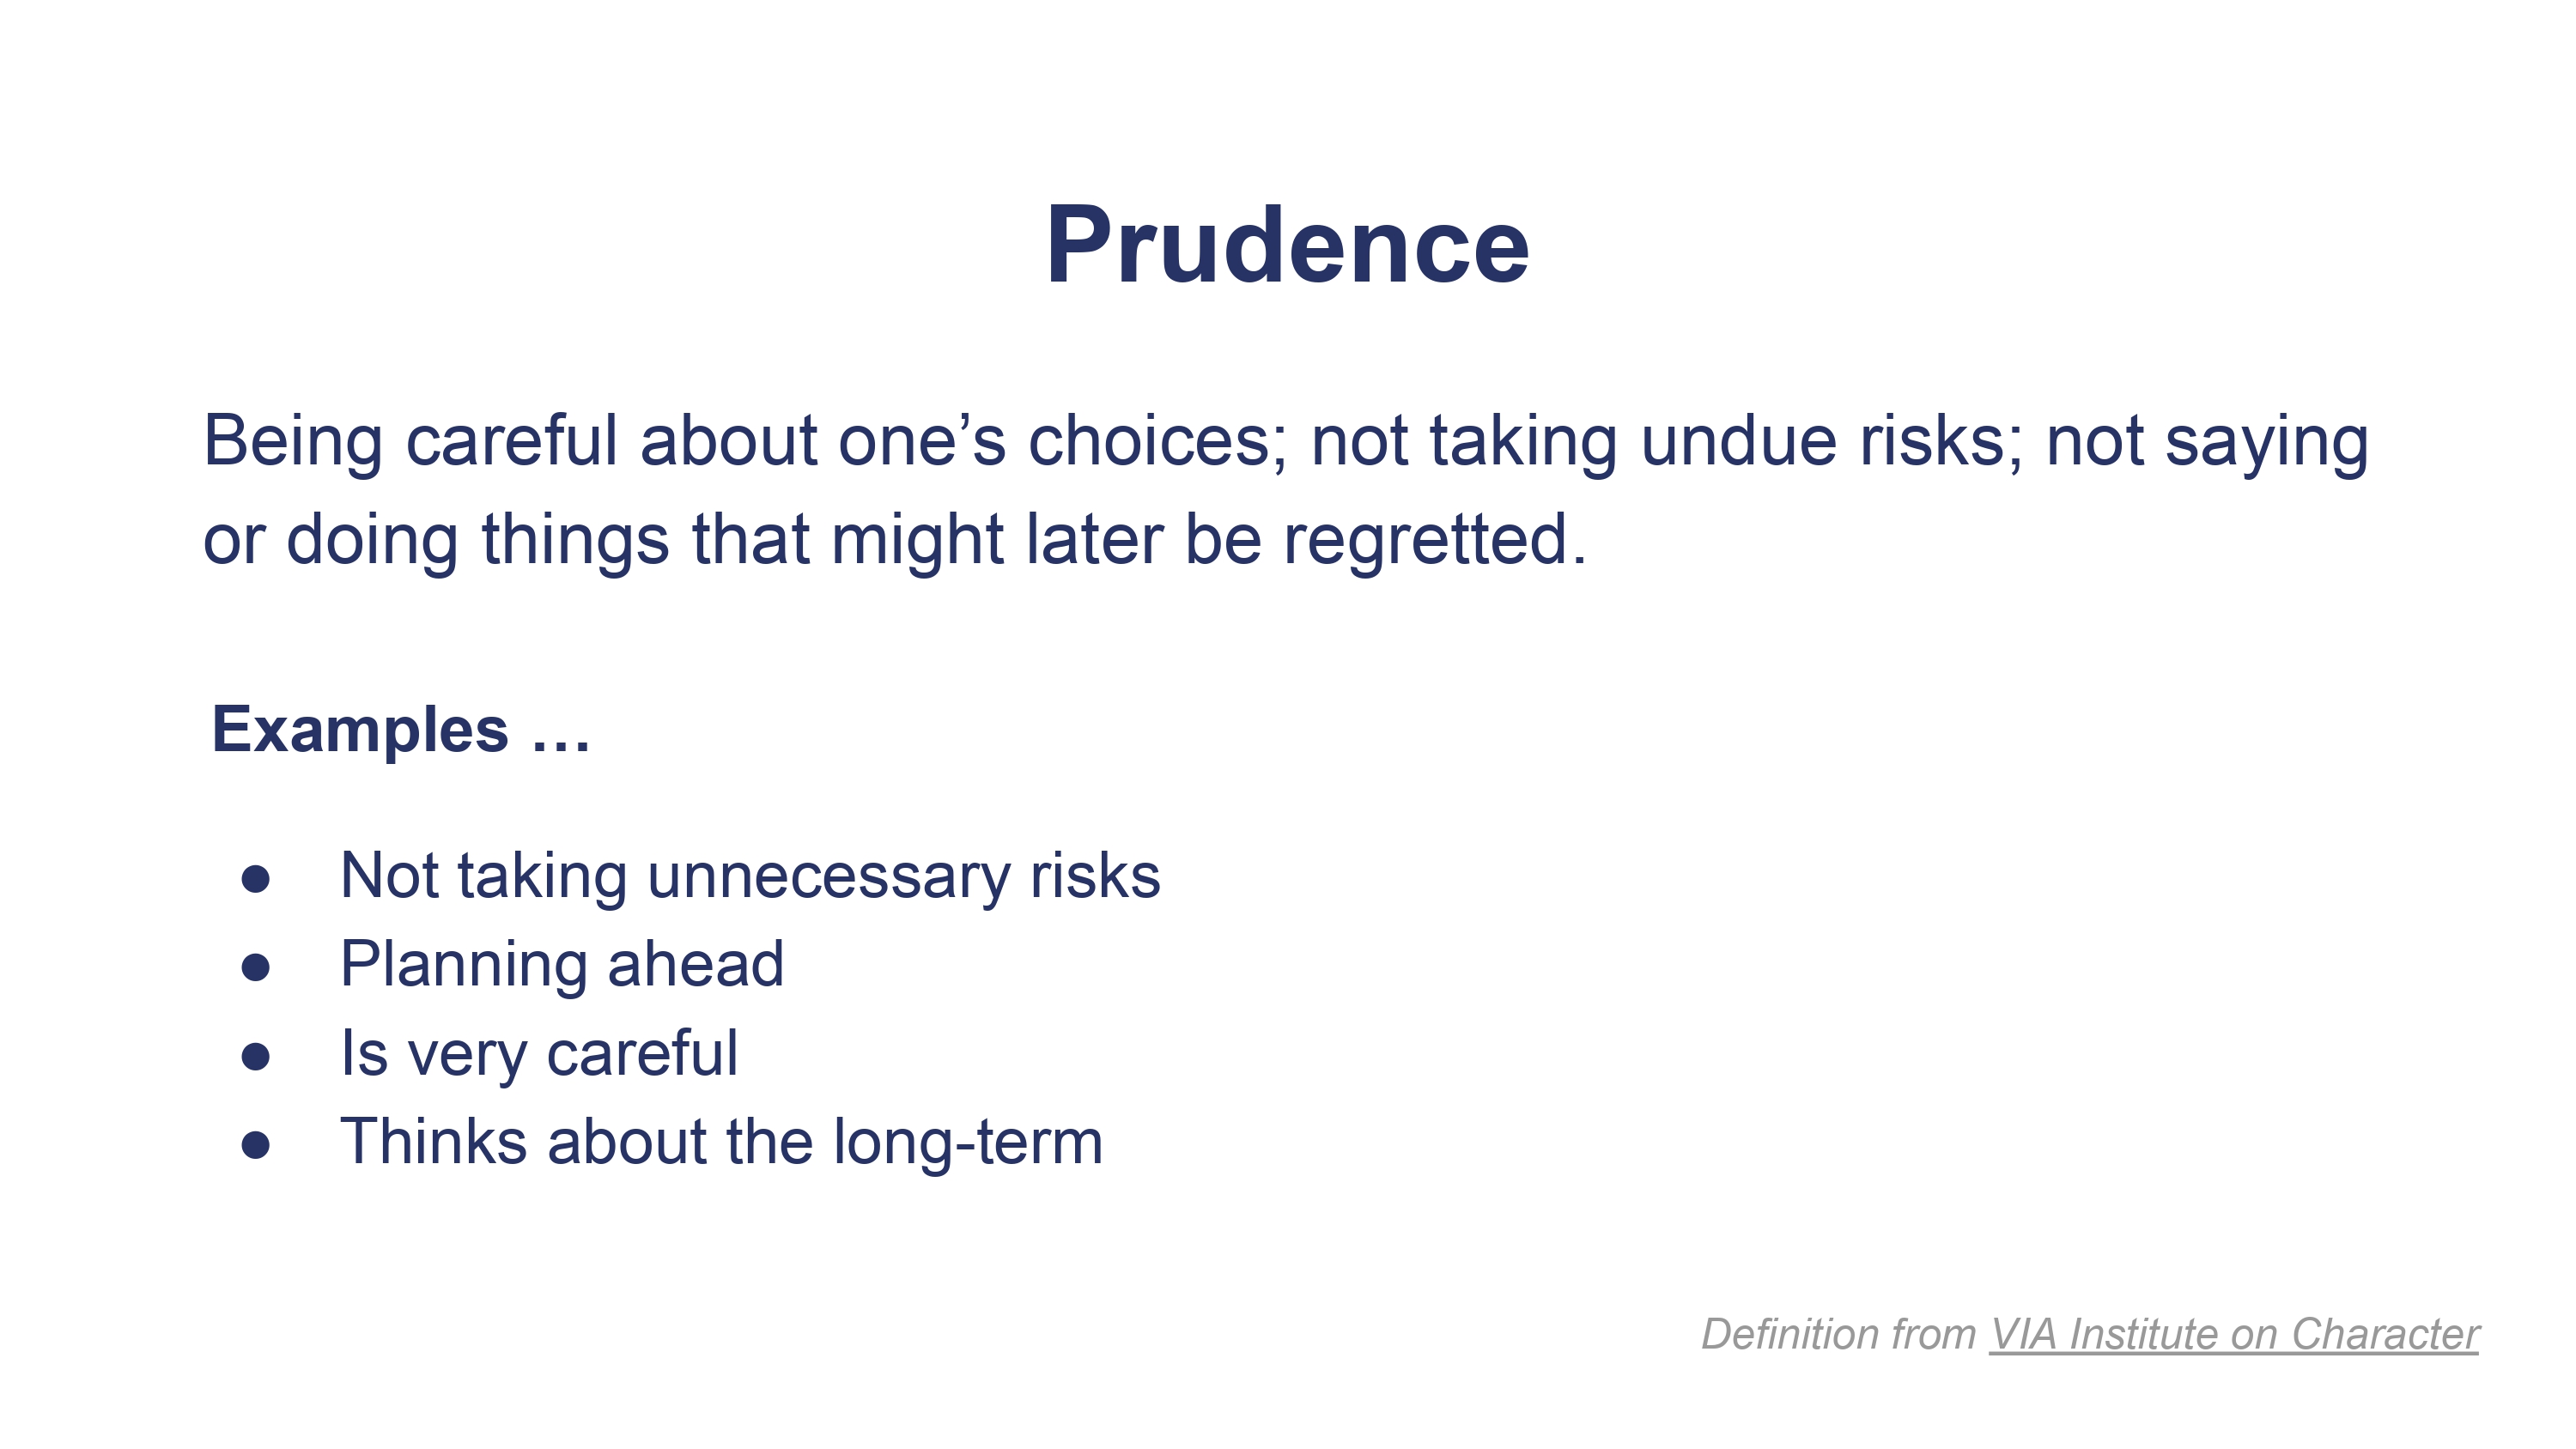 Prudence
Being careful about one’s choices; not taking undue risks; not saying
or doing things that might later be regretted.
Examples …
● Not taking unnecessary risks
● Planning ahead
● Is very careful
● Thinks about the long-term
Definition from VIA Institute on Character